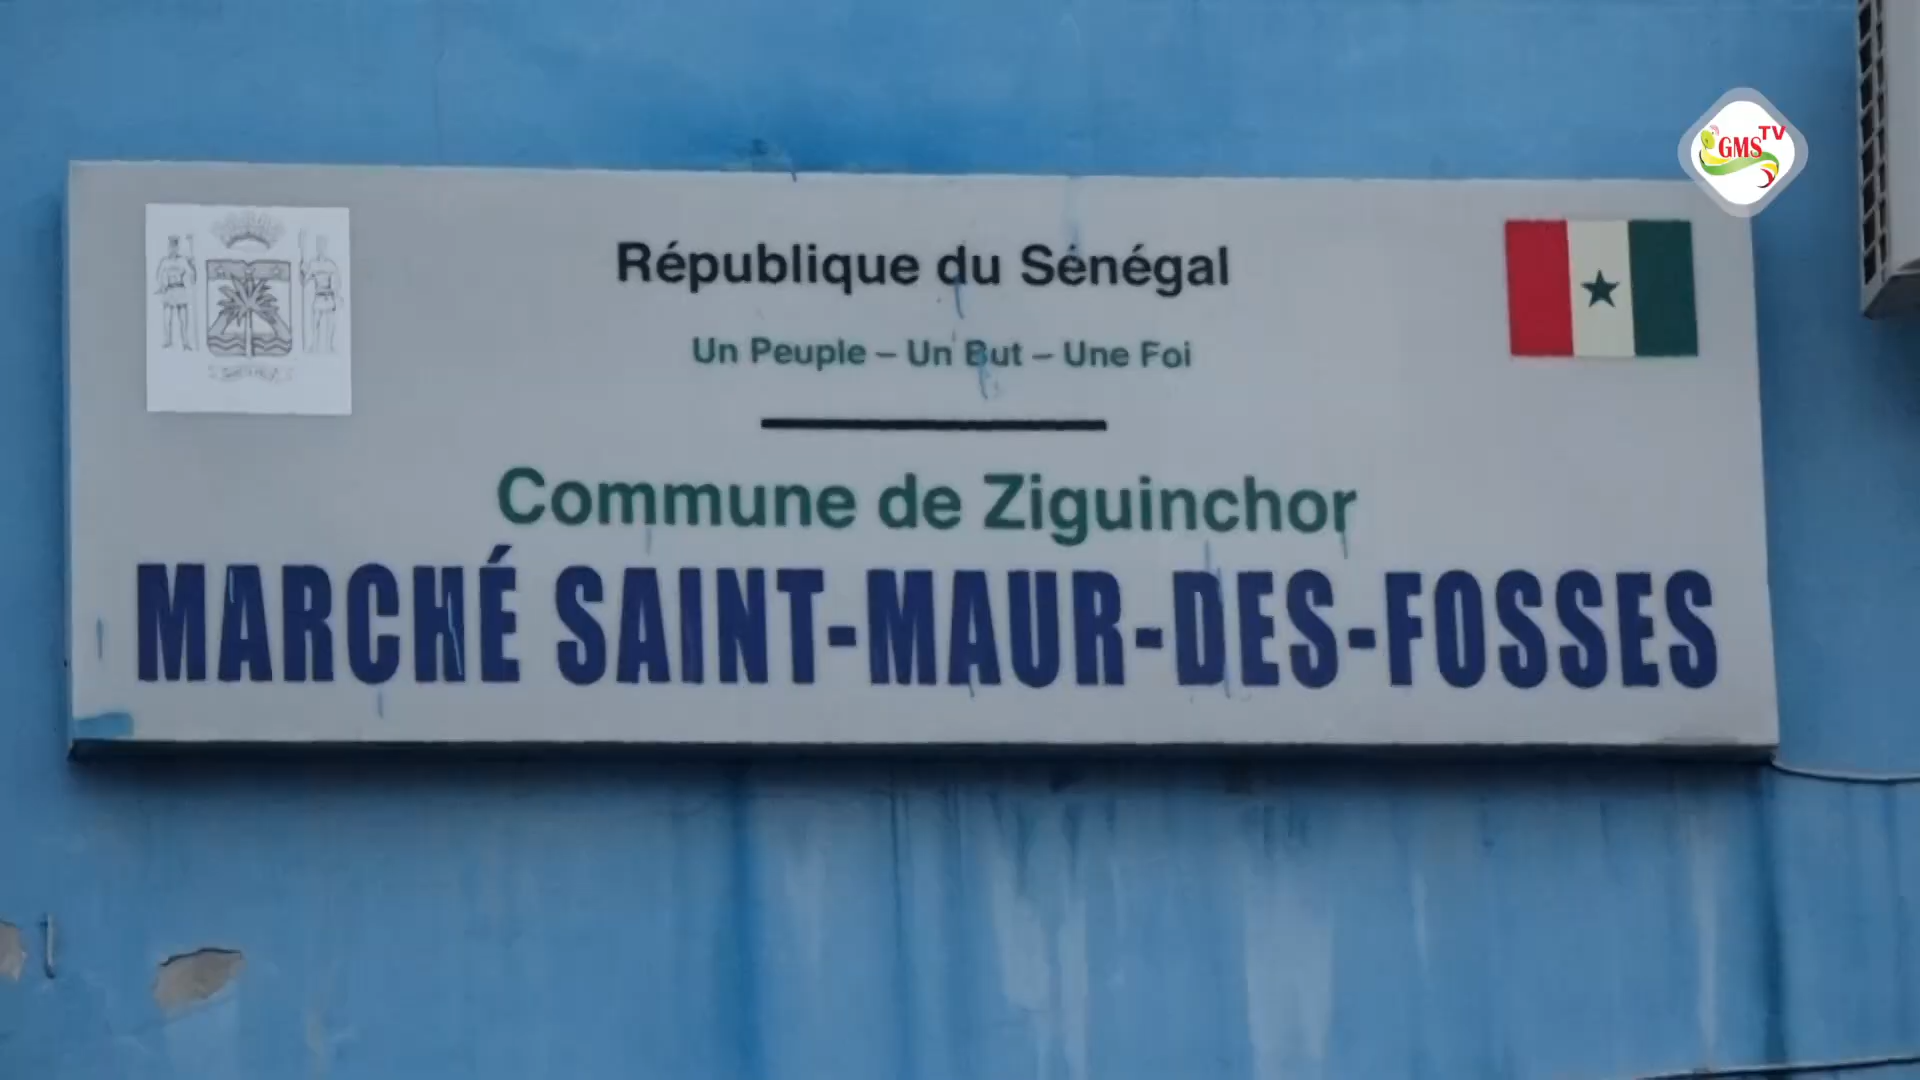 GMS TV
République du Sénégal
Un Peuple – Un But – Une Foi
Commune de Ziguinchor
MARCHÉ SAINT-MAUR-DES-FOSSES